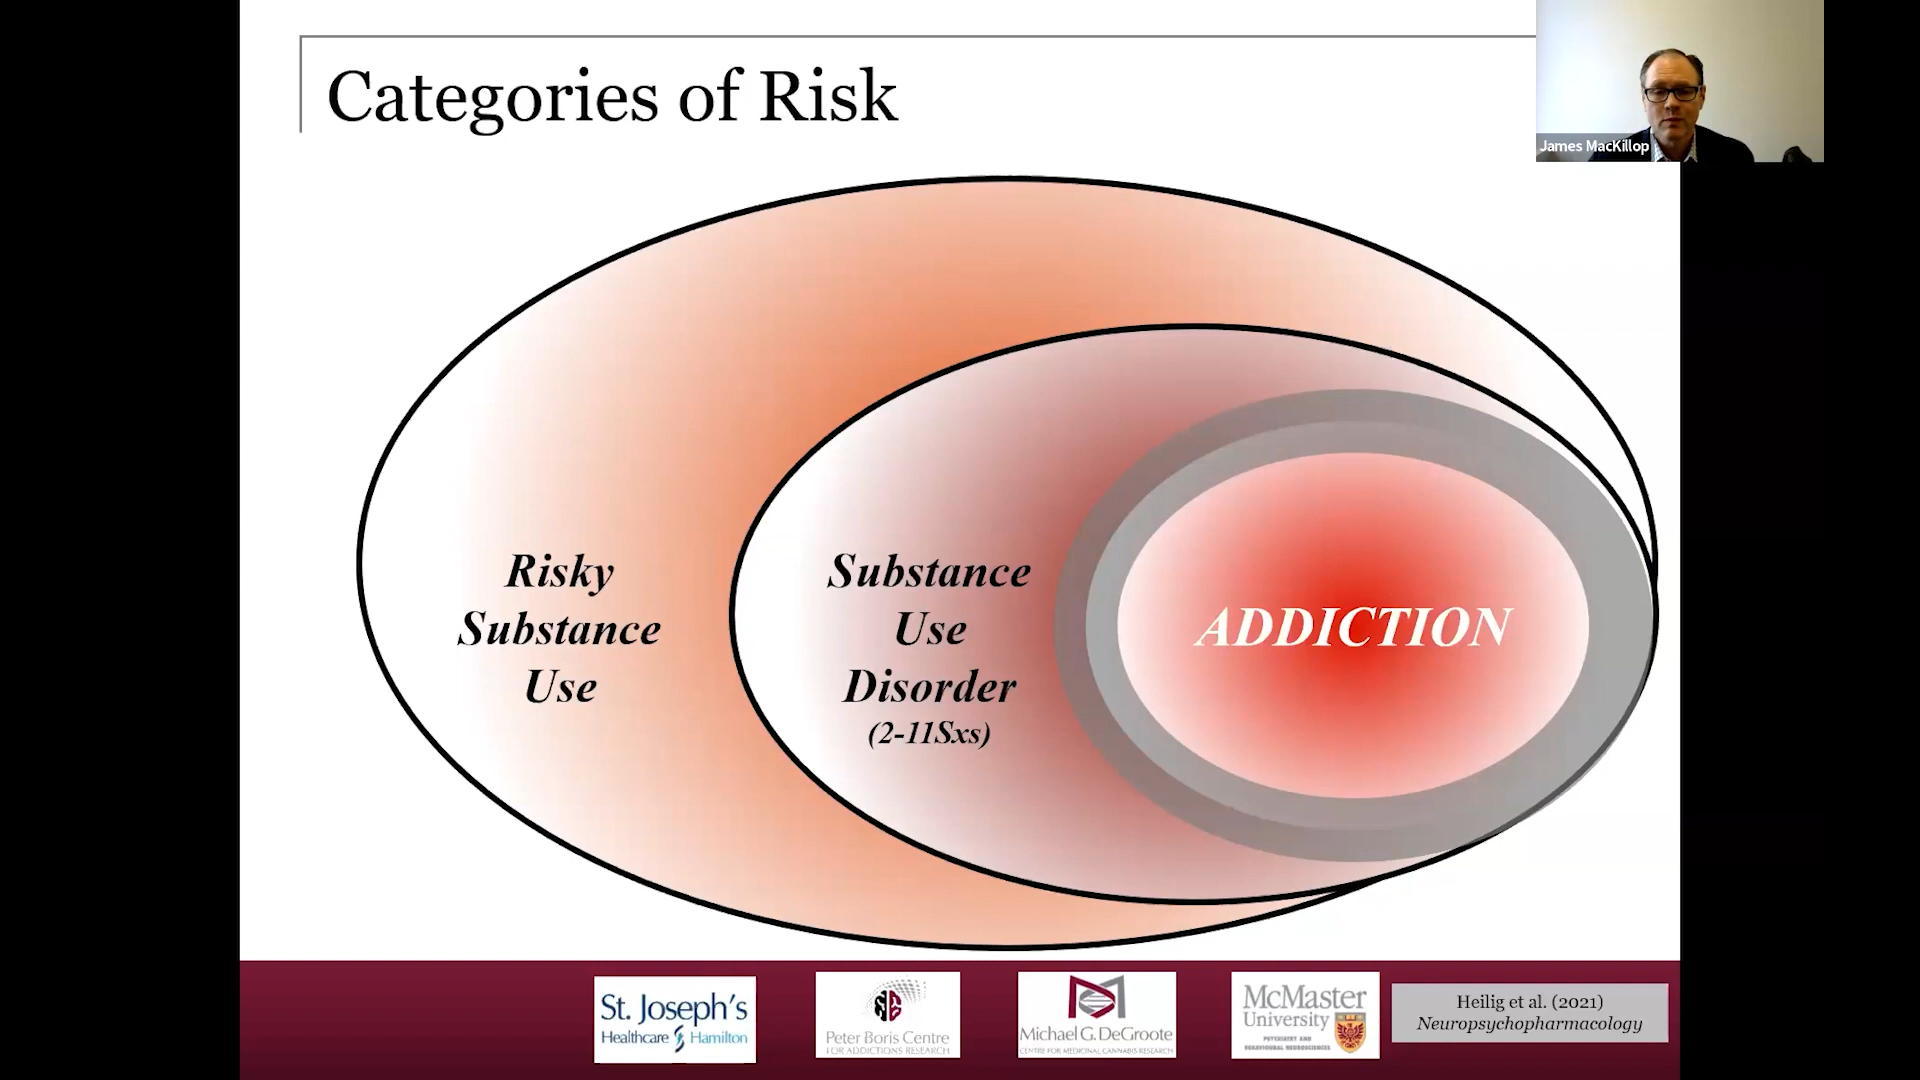 Categories of Risk
James MacKillop
Risky
Substance
Use
Substance
Use
Disorder
(2-11Sxs)
ADDICTION
St. Joseph's
Healthcare Hamilton
Peter Boris Centre
FOR ADDICTIONS RESEARCH
Michael G. DeGroote
CENTRE FOR MEDICINAL CANNABIS RESEARCH
McMaster
University
PSYCHIATRY AND
BEHAVIOURAL NEUROSCIENCES
Heilig et al. (2021)
Neuropsychopharmacology